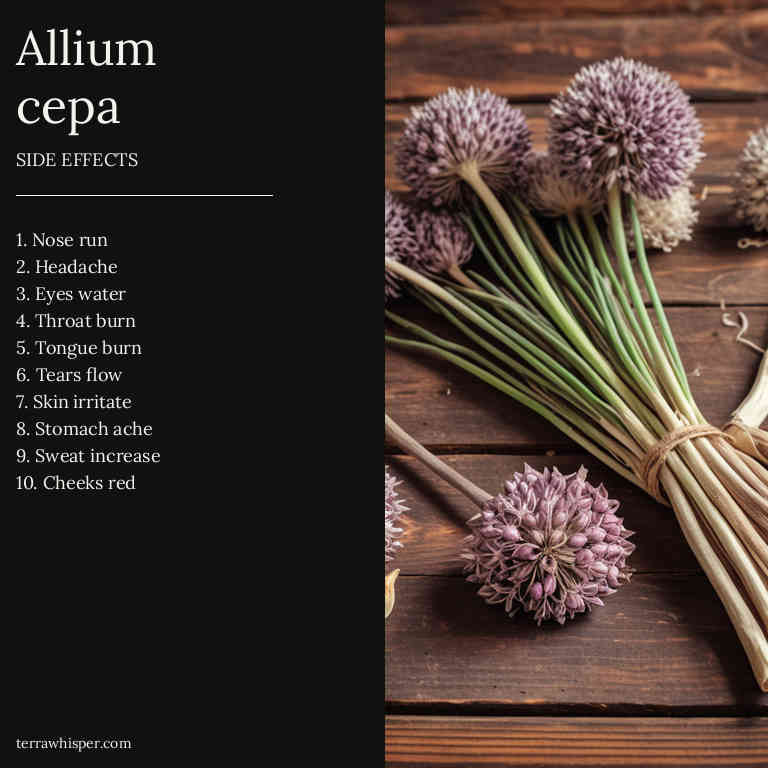 Allium
cepa
SIDE EFFECTS
1. Nose run
2. Headache
3. Eyes water
4. Throat burn
5. Tongue burn
6. Tears flow
7. Skin irritate
8. Stomach ache
9. Sweat increase
10. Cheeks red
terrawhisper.com